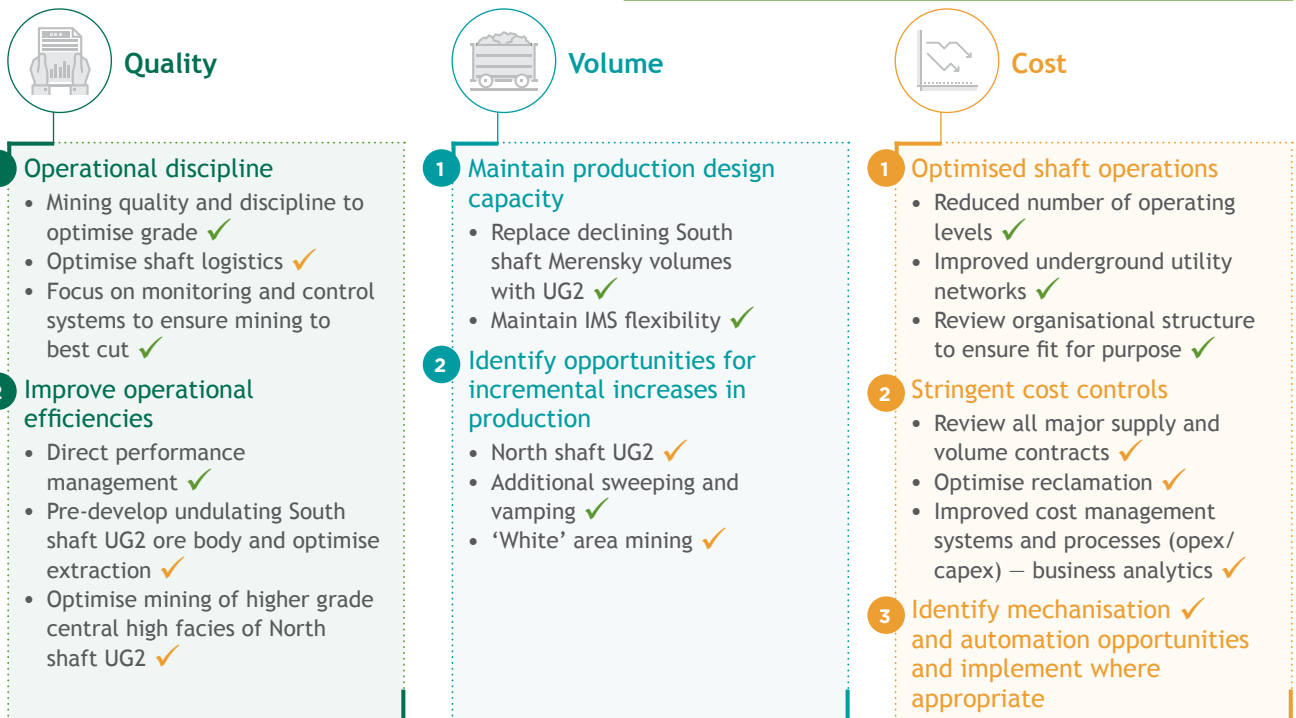 Quality
Operational discipline
• Mining quality and discipline to
optimise grade ✓
• Optimise shaft logistics ✓
• Focus on monitoring and control
systems to ensure mining to
best cut ✓
2 Improve operational
efficiencies
• Direct performance
management ✓
• Pre-develop undulating South
shaft UG2 ore body and optimise
extraction ✓
• Optimise mining of higher grade
central high facies of North
shaft UG2 ✓
Volume
1 Maintain production design
capacity
• Replace declining South
shaft Merensky volumes
with UG2 ✓
• Maintain IMS flexibility ✓
2 Identify opportunities for
incremental increases in
production
• North shaft UG2 ✓
• Additional sweeping and
vamping ✓
• ‘White’ area mining ✓
Cost
1 Optimised shaft operations
• Reduced number of operating
levels ✓
• Improved underground utility
networks ✓
• Review organisational structure
to ensure fit for purpose ✓
2 Stringent cost controls
• Review all major supply and
volume contracts ✓
• Optimise reclamation ✓
• Improved cost management
systems and processes (opex/
capex) – business analytics ✓
3 Identify mechanisation ✓
and automation opportunities
and implement where
appropriate